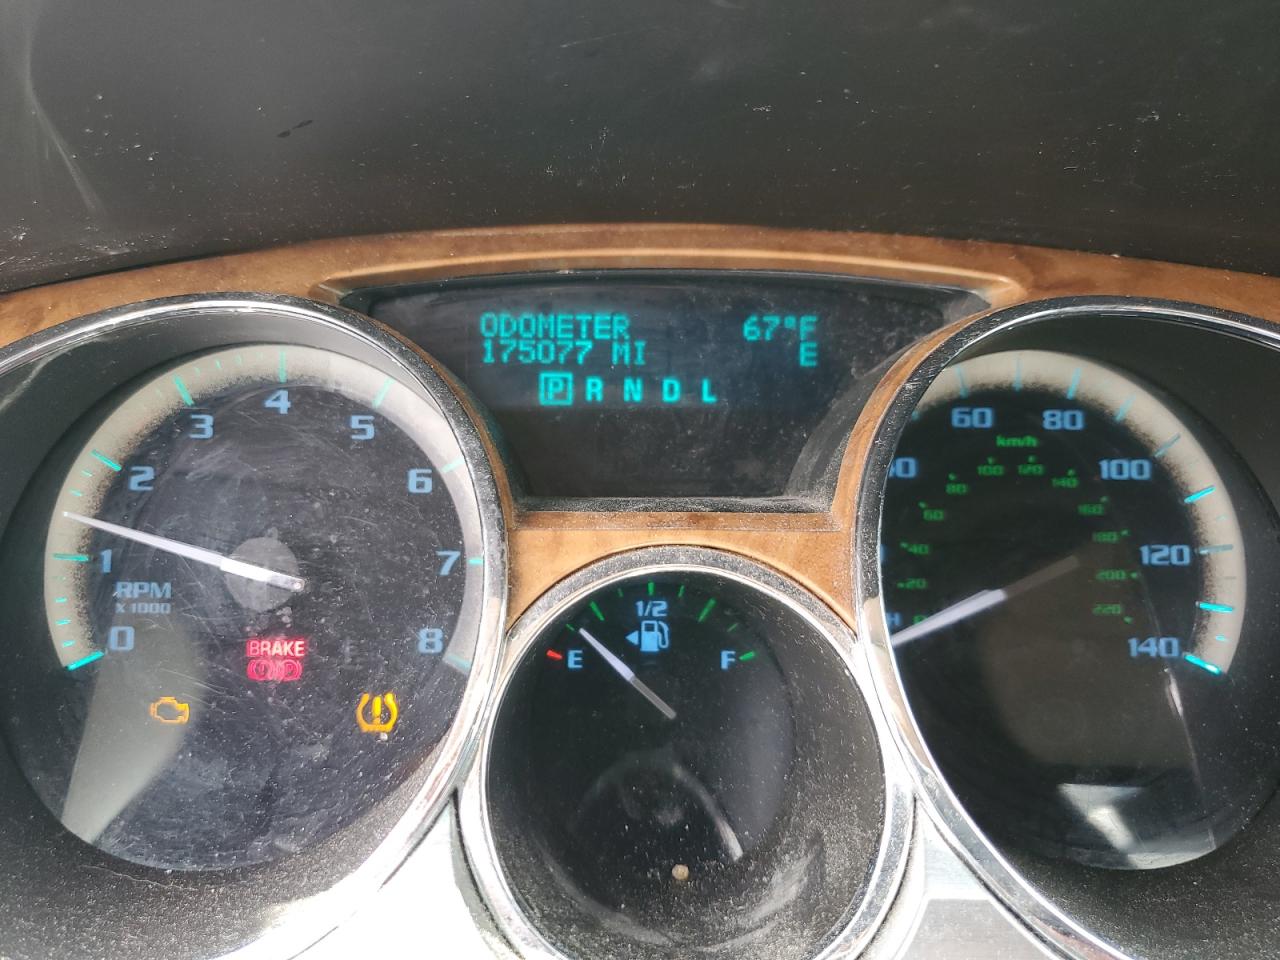 ODOMETER 67°F
175077 MI E
P R N D L
0 1 2 3 4 5 6 7 8
RPM
X 1000
BRAKE
E 1/2 F
60 80 100 120 140
km/h
20 40 60 80 100 120 140 160 180 200 220